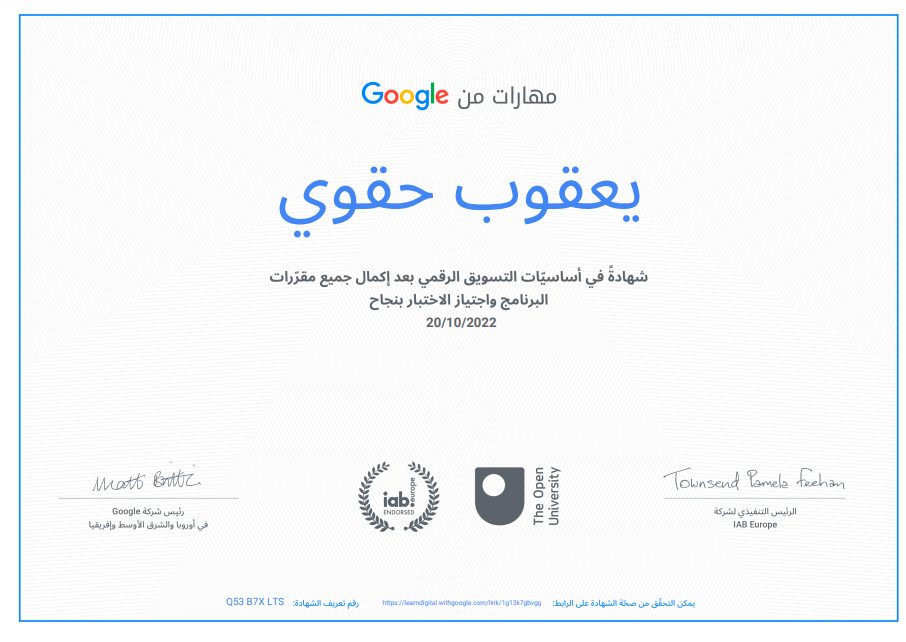 مهارات من Google
يعقوب حقوي
شهادةً في أساسيّات التسويق الرقمي بعد إكمال جميع مقرّرات
البرنامج واجتياز الاختبار بنجاح
20/10/2022
Townsend Pamela Feehan
الرئيس التنفيذي لشركة
IAB Europe
The Open
University
iab.
europe
ENDORSED
Matt Brittin
رئيس شركة Google
في أوروبا والشرق الأوسط وإفريقيا
يمكن التحقّق من صحّة الشهادة على الرابط: https://learndigital.withgoogle.com/link/1g13k7gbvgg رقم تعريف الشهادة: Q53 B7X LTS